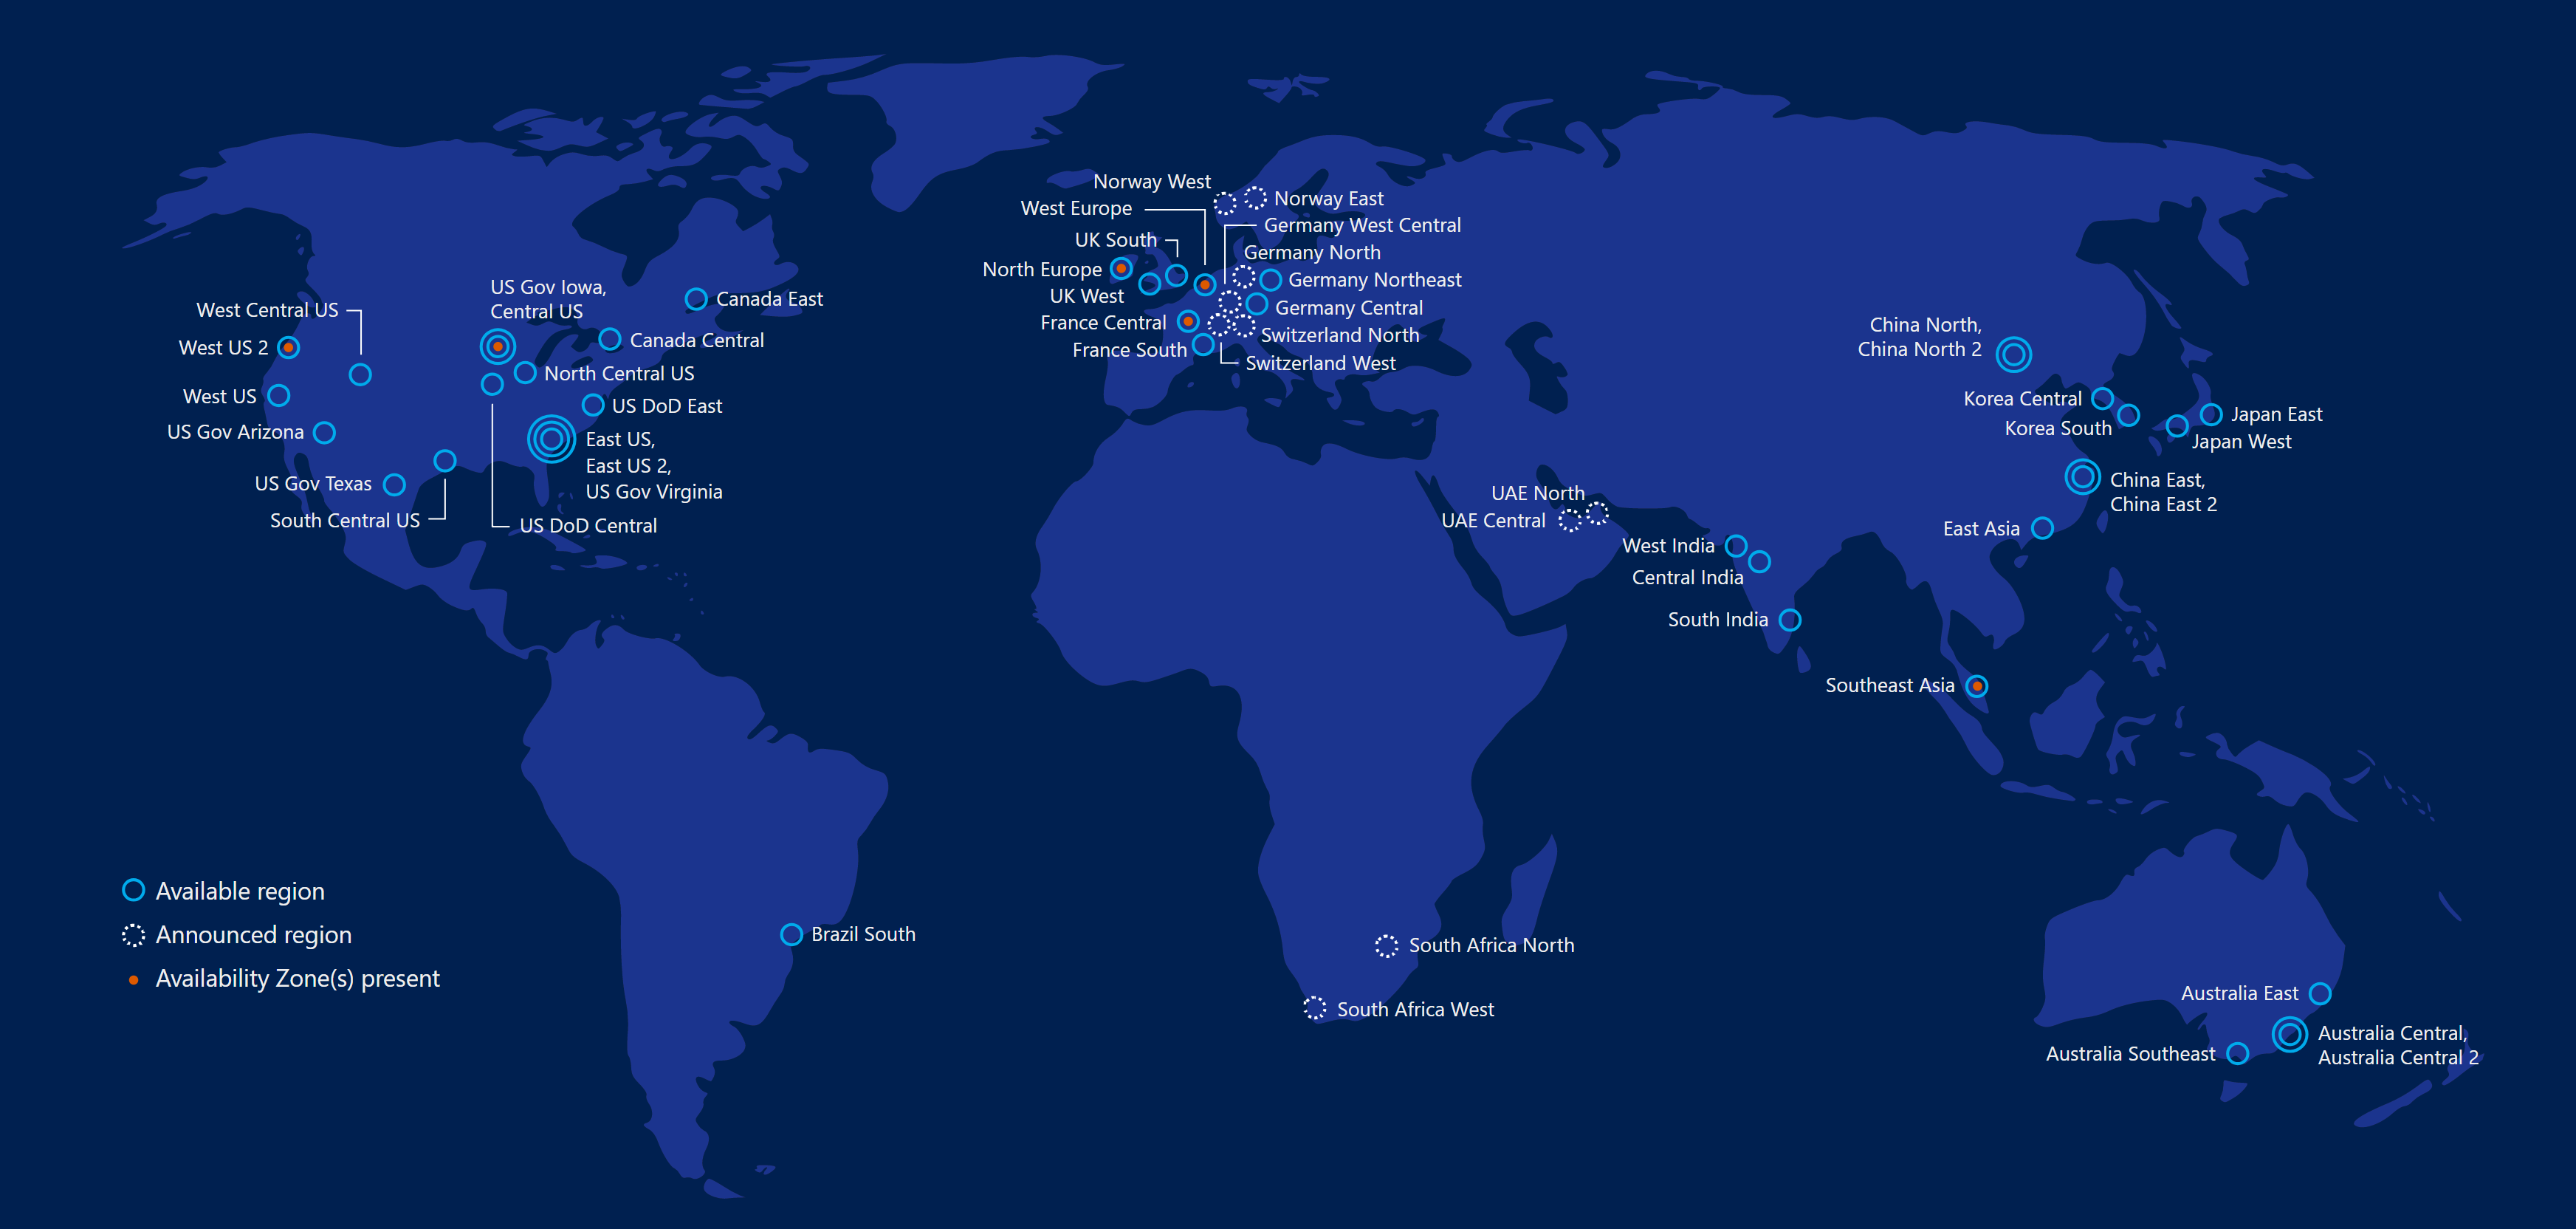 West Central US
West US 2
West US
US Gov Arizona
US Gov Texas
South Central US
US Gov Iowa,
Central US
Canada East
Canada Central
North Central US
US DoD East
East US,
East US 2,
US Gov Virginia
US DoD Central
Brazil South
Norway West
West Europe
UK South
North Europe
UK West
France Central
France South
Norway East
Germany West Central
Germany North
Germany Northeast
Germany Central
Switzerland North
Switzerland West
UAE North
UAE Central
West India
Central India
South India
Southeast Asia
China North,
China North 2
Korea Central
Korea South
Japan East
Japan West
China East,
China East 2
East Asia
South Africa North
South Africa West
Australia East
Australia Central,
Australia Central 2
Australia Southeast
Available region
Announced region
Availability Zone(s) present